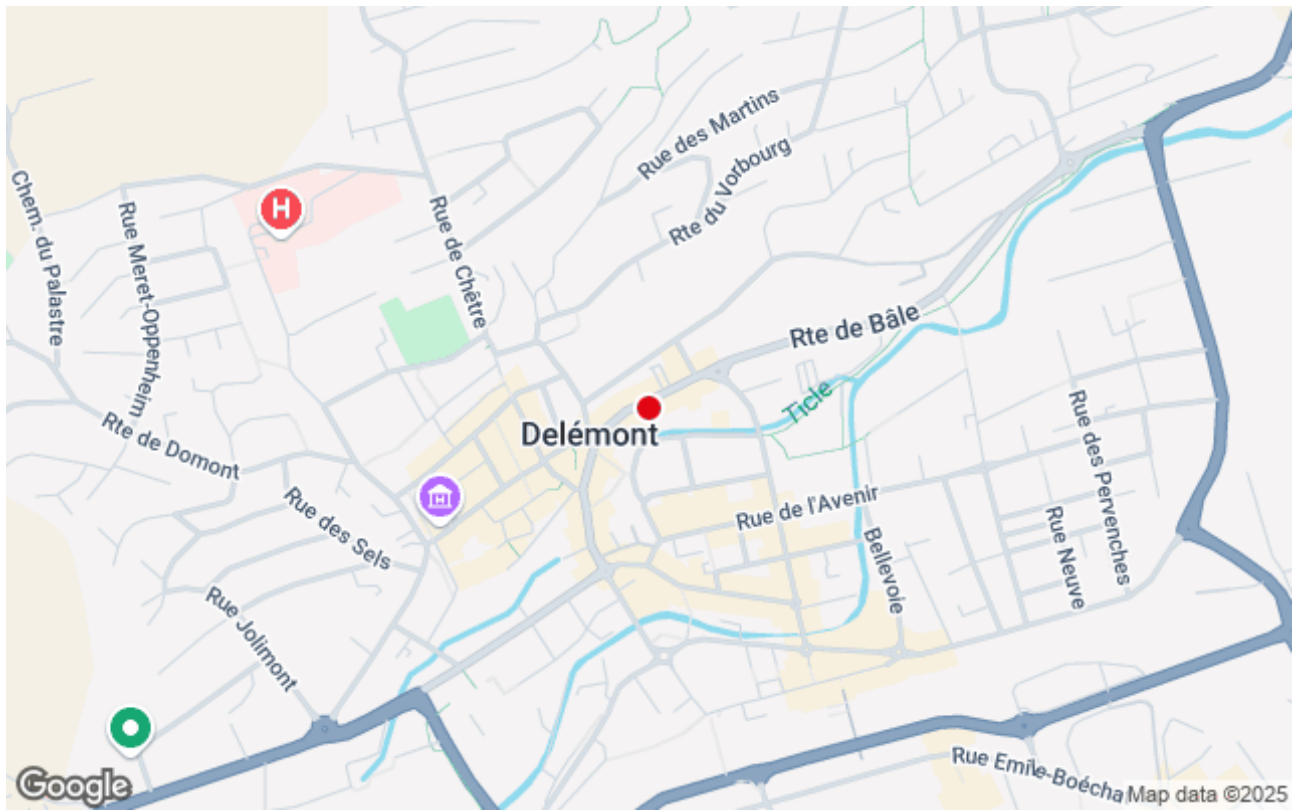 Rue des Martins
Rte du Vorbourg
Chem. du Palastre
Rue Meret-Oppenheim
H
Rue de Chêtre
Rte de Bâle
Ticle
Delémont
Rte de Domont
Rue des Sels
Rue Jolimont
Rue de l'Avenir
Bellevoie
Rue des Pervenches
Rue Neuve
Rue Emile-Boécha
Google
Map data ©2025